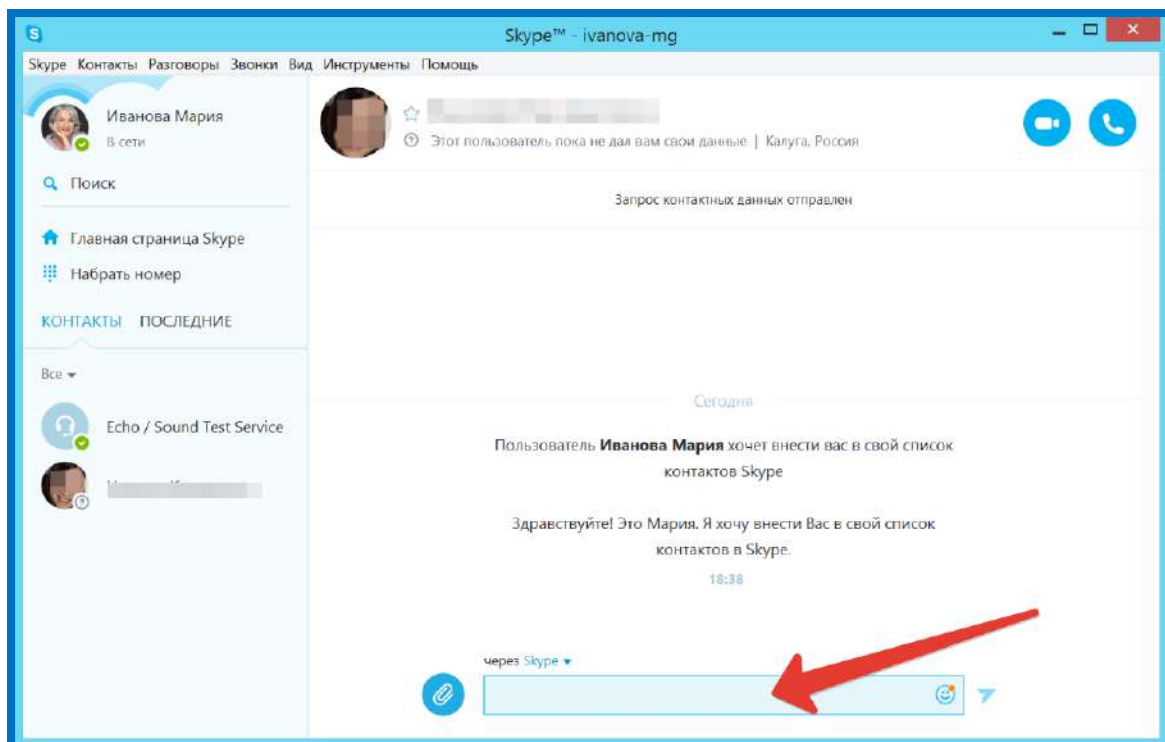 Skype™ - ivanova-mg
Skype Контакты Разговоры Звонки Вид Инструменты Помощь
Иванова Мария
В сети
Поиск
Главная страница Skype
Набрать номер
КОНТАКТЫ ПОСЛЕДНИЕ
Все
Echo / Sound Test Service
Этот пользователь пока не дал вам свои данные | Калуга, Россия
Запрос контактных данных отправлен
Сегодня
Пользователь Иванова Мария хочет внести вас в свой список
контактов Skype
Здравствуйте! Это Мария. Я хочу внести Вас в свой список
контактов в Skype.
18:38
через Skype